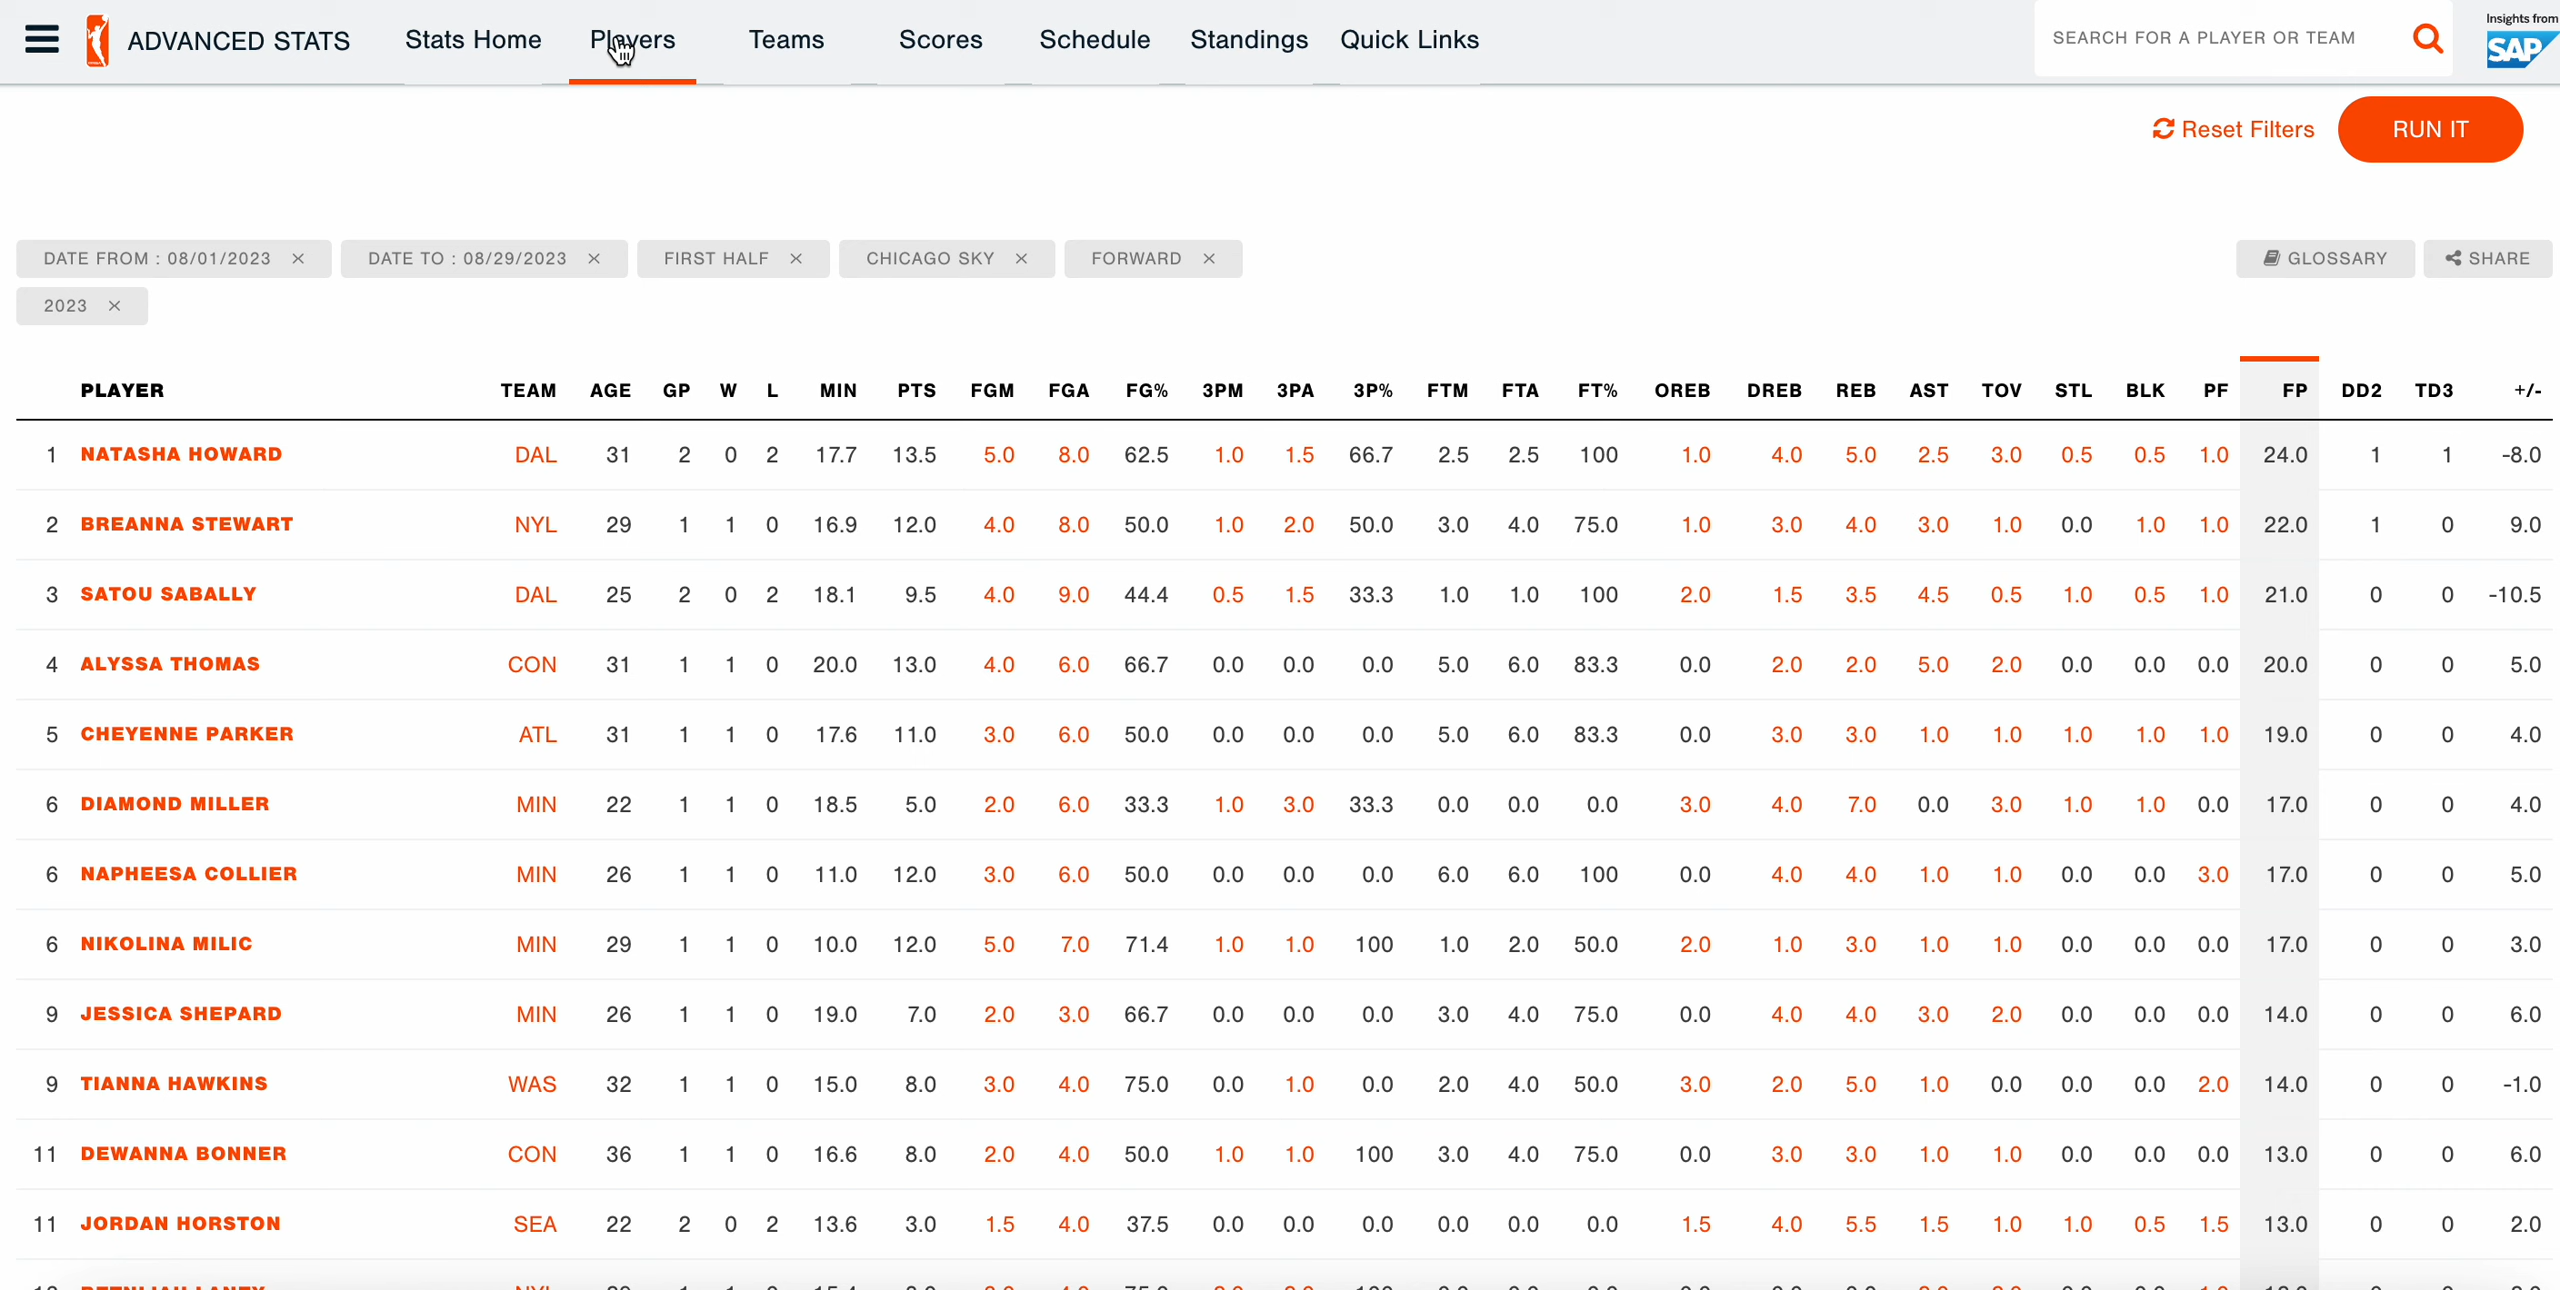 ADVANCED STATS Stats Home Players Teams Scores Schedule Standings Quick Links SEARCH FOR A PLAYER OR TEAM Insights from SAP
Reset Filters RUN IT
DATE FROM : 08/01/2023 × DATE TO : 08/29/2023 × FIRST HALF × CHICAGO SKY × FORWARD × GLOSSARY SHARE
2023 ×
PLAYER TEAM AGE GP W L MIN PTS FGM FGA FG% 3PM 3PA 3P% FTM FTA FT% OREB DREB REB AST TOV STL BLK PF FP DD2 TD3 +/-
1 NATASHA HOWARD DAL 31 2 0 2 17.7 13.5 5.0 8.0 62.5 1.0 1.5 66.7 2.5 2.5 100 1.0 4.0 5.0 2.5 3.0 0.5 0.5 1.0 24.0 1 1 -8.0
2 BREANNA STEWART NYL 29 1 1 0 16.9 12.0 4.0 8.0 50.0 1.0 2.0 50.0 3.0 4.0 75.0 1.0 3.0 4.0 3.0 1.0 0.0 1.0 1.0 22.0 1 0 9.0
3 SATOU SABALLY DAL 25 2 0 2 18.1 9.5 4.0 9.0 44.4 0.5 1.5 33.3 1.0 1.0 100 2.0 1.5 3.5 4.5 0.5 1.0 0.5 1.0 21.0 0 0 -10.5
4 ALYSSA THOMAS CON 31 1 1 0 20.0 13.0 4.0 6.0 66.7 0.0 0.0 0.0 5.0 6.0 83.3 0.0 2.0 2.0 5.0 2.0 0.0 0.0 0.0 20.0 0 0 5.0
5 CHEYENNE PARKER ATL 31 1 1 0 17.6 11.0 3.0 6.0 50.0 0.0 0.0 0.0 5.0 6.0 83.3 0.0 3.0 3.0 1.0 1.0 1.0 1.0 1.0 19.0 0 0 4.0
6 DIAMOND MILLER MIN 22 1 1 0 18.5 5.0 2.0 6.0 33.3 1.0 3.0 33.3 0.0 0.0 0.0 3.0 4.0 7.0 0.0 3.0 1.0 1.0 0.0 17.0 0 0 4.0
6 NAPHEESA COLLIER MIN 26 1 1 0 11.0 12.0 3.0 6.0 50.0 0.0 0.0 0.0 6.0 6.0 100 0.0 4.0 4.0 1.0 1.0 0.0 0.0 3.0 17.0 0 0 5.0
6 NIKOLINA MILIC MIN 29 1 1 0 10.0 12.0 5.0 7.0 71.4 1.0 1.0 100 1.0 2.0 50.0 2.0 1.0 3.0 1.0 1.0 0.0 0.0 0.0 17.0 0 0 3.0
9 JESSICA SHEPARD MIN 26 1 1 0 19.0 7.0 2.0 3.0 66.7 0.0 0.0 0.0 3.0 4.0 75.0 0.0 4.0 4.0 3.0 2.0 0.0 0.0 0.0 14.0 0 0 6.0
9 TIANNA HAWKINS WAS 32 1 1 0 15.0 8.0 3.0 4.0 75.0 0.0 1.0 0.0 2.0 4.0 50.0 3.0 2.0 5.0 1.0 0.0 0.0 0.0 2.0 14.0 0 0 -1.0
11 DEWANNA BONNER CON 36 1 1 0 16.6 8.0 2.0 4.0 50.0 1.0 1.0 100 3.0 4.0 75.0 0.0 3.0 3.0 1.0 1.0 0.0 0.0 0.0 13.0 0 0 6.0
11 JORDAN HORSTON SEA 22 2 0 2 13.6 3.0 1.5 4.0 37.5 0.0 0.0 0.0 0.0 0.0 0.0 1.5 4.0 5.5 1.5 1.0 1.0 0.5 1.5 13.0 0 0 2.0